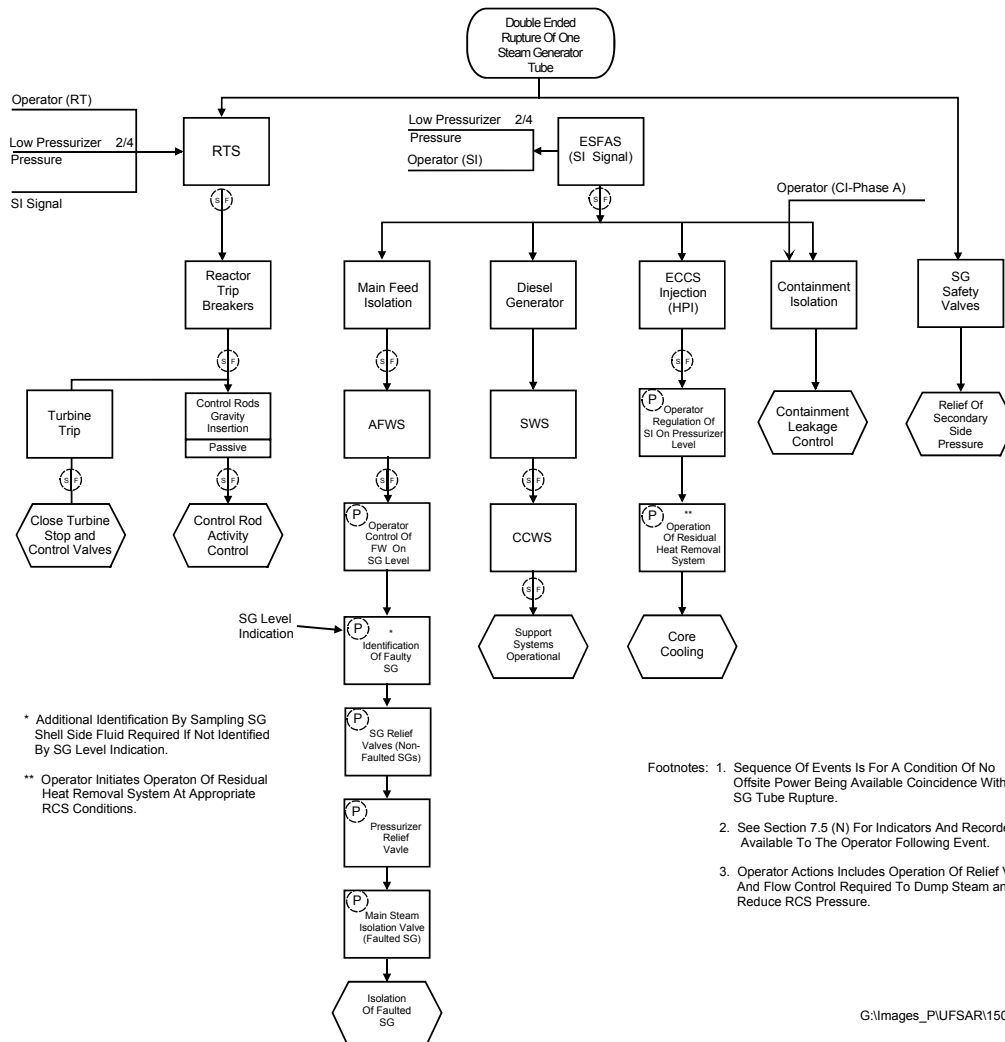 Double Ended
Rupture Of One
Steam Generator
Tube
Operator (RT)
Low Pressurizer 2/4
Pressure
SI Signal
RTS
Low Pressurizer 2/4
Pressure
Operator (SI)
ESFAS
(SI Signal)
Operator (CI-Phase A)
S F
S F
Reactor
Trip
Breakers
Main Feed
Isolation
Diesel
Generator
ECCS
Injection
(HPI)
Containment
Isolation
SG
Safety
Valves
S F
S F
S F
S F
Turbine
Trip
Control Rods
Gravity
Insertion
Passive
AFWS
SWS
P
Operator
Regulation Of
SI On Pressurizer
Level
Containment
Leakage
Control
Relief Of
Secondary
Side
Pressure
S F
S F
S F
S F
Close Turbine
Stop and
Control Valves
Control Rod
Activity
Control
P
Operator
Control Of
FW On
SG Level
CCWS
P
**
Operation
Of Residual
Heat Removal
System
S F
SG Level
Indication
P
*
Identification
Of Faulty
SG
Support
Systems
Operational
Core
Cooling
* Additional Identification By Sampling SG
Shell Side Fluid Required If Not Identified
By SG Level Indication.
** Operator Initiates Operaton Of Residual
Heat Removal System At Appropriate
RCS Conditions.
P
SG Relief
Valves (Non-
Faulted SGs)
P
Pressurizer
Relief
Vavle
P
Main Steam
Isolation Valve
(Faulted SG)
Isolation
Of Faulted
SG
Footnotes: 1. Sequence Of Events Is For A Condition Of No
Offsite Power Being Available Coincidence With
SG Tube Rupture.
2. See Section 7.5 (N) For Indicators And Recorde
Available To The Operator Following Event.
3. Operator Actions Includes Operation Of Relief V
And Flow Control Required To Dump Steam an
Reduce RCS Pressure.
G:\Images_P\UFSAR\150